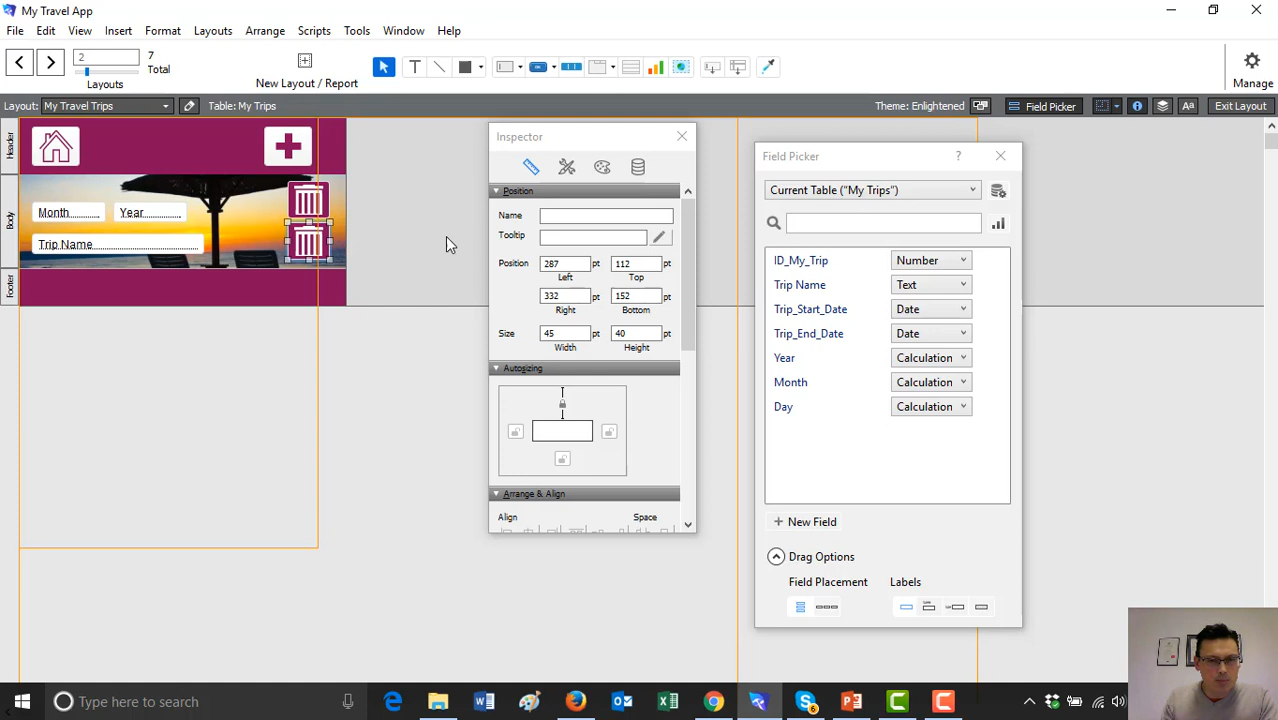 My Travel App
File Edit View Insert Format Layouts Arrange Scripts Tools Window Help
2
7
Total
Layouts
New Layout / Report
T
Manage
Layout: My Travel Trips
Table: My Trips
Theme: Enlightened
Field Picker
Aa
Exit Layout
Header
Body
Footer
Month
Year
Trip Name
Inspector
Position
Name
Tooltip
Position 287 pt 112 pt
Left Top
332 pt 152 pt
Right Bottom
Size 45 pt 40 pt
Width Height
Autosizing
Arrange & Align
Align Space
Field Picker
?
Current Table ("My Trips")
ID_My_Trip Number
Trip Name Text
Trip_Start_Date Date
Trip_End_Date Date
Year Calculation
Month Calculation
Day Calculation
+ New Field
Drag Options
Field Placement Labels
Type here to search
6